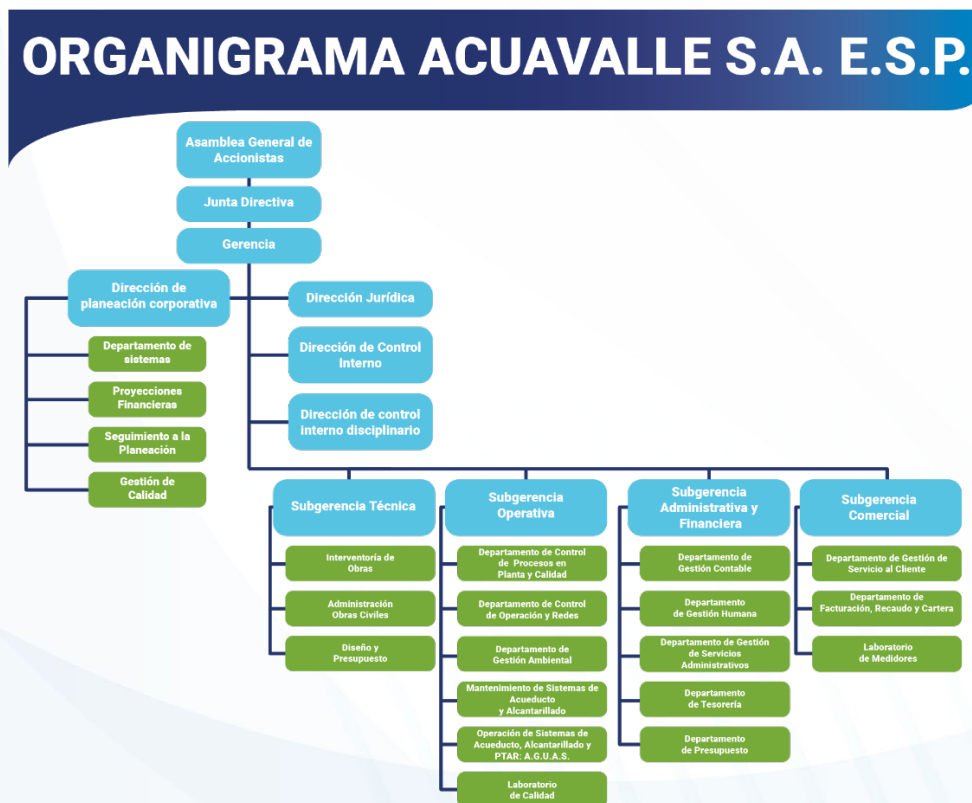 ORGANIGRAMA ACUAVALLE S.A. E.S.P.
Asamblea General de
Accionistas
Junta Directiva
Gerencia
Dirección de
planeación corporativa
Departamento de
sistemas
Proyecciones
Financieras
Seguimiento a la
Planeación
Gestión de
Calidad
Dirección Jurídica
Dirección de Control
Interno
Dirección de control
interno disciplinario
Subgerencia Técnica
Interventoría de
Obras
Administración
Obras Civiles
Diseño y
Presupuesto
Subgerencia
Operativa
Departamento de Control
de Procesos en
Planta y Calidad
Departamento de Control
de Operación y Redes
Departamento de
Gestión Ambiental
Mantenimiento de Sistemas de
Acueducto
y Alcantarillado
Operación de Sistemas de
Acueducto, Alcantarillado y
PTAR: A.G.U.A.S.
Laboratorio
de Calidad
Subgerencia
Administrativa y
Financiera
Departamento de
Gestión Contable
Departamento
de Gestión Humana
Departamento de Gestión
de Servicios
Administrativos
Departamento
de Tesorería
Departamento
de Presupuesto
Subgerencia
Comercial
Departamento de Gestión de
Servicio al Cliente
Departamento de
Facturación, Recaudo y Cartera
Laboratorio
de Medidores